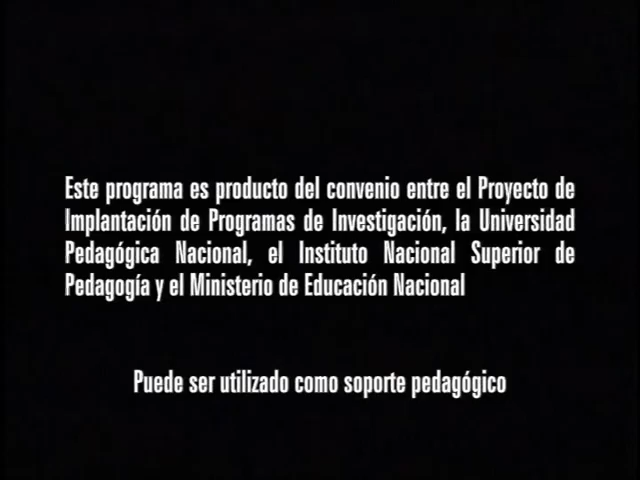 Este programa es producto del convenio entre el Proyecto de
Implantación de Programas de Investigación, la Universidad
Pedagógica Nacional, el Instituto Nacional Superior de
Pedagogía y el Ministerio de Educación Nacional
Puede ser utilizado como soporte pedagógico